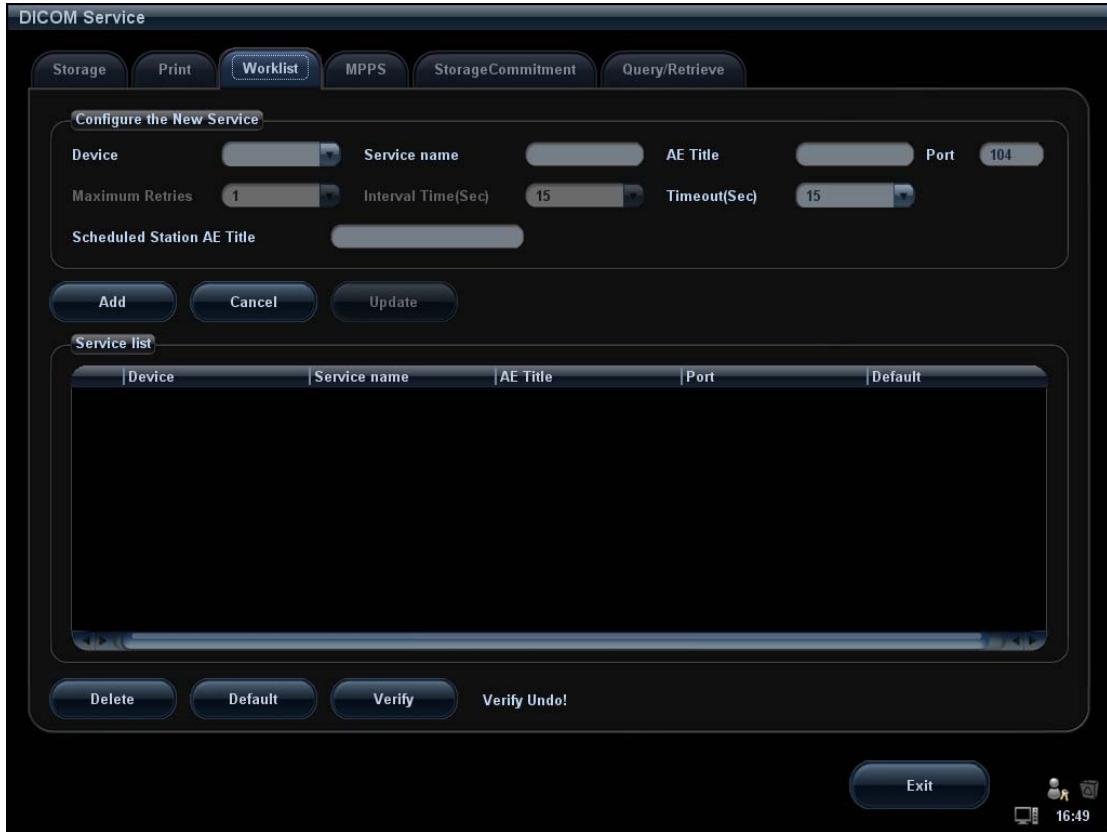 DICOM Service
Storage Print Worklist MPPS StorageCommitment Query/Retrieve
Configure the New Service
Device Service name AE Title Port 104
Maximum Retries 1 Interval Time(Sec) 15 Timeout(Sec) 15
Scheduled Station AE Title
Add Cancel Update
Service list
Device Service name AE Title Port Default
Delete Default Verify Verify Undo!
Exit
16:49